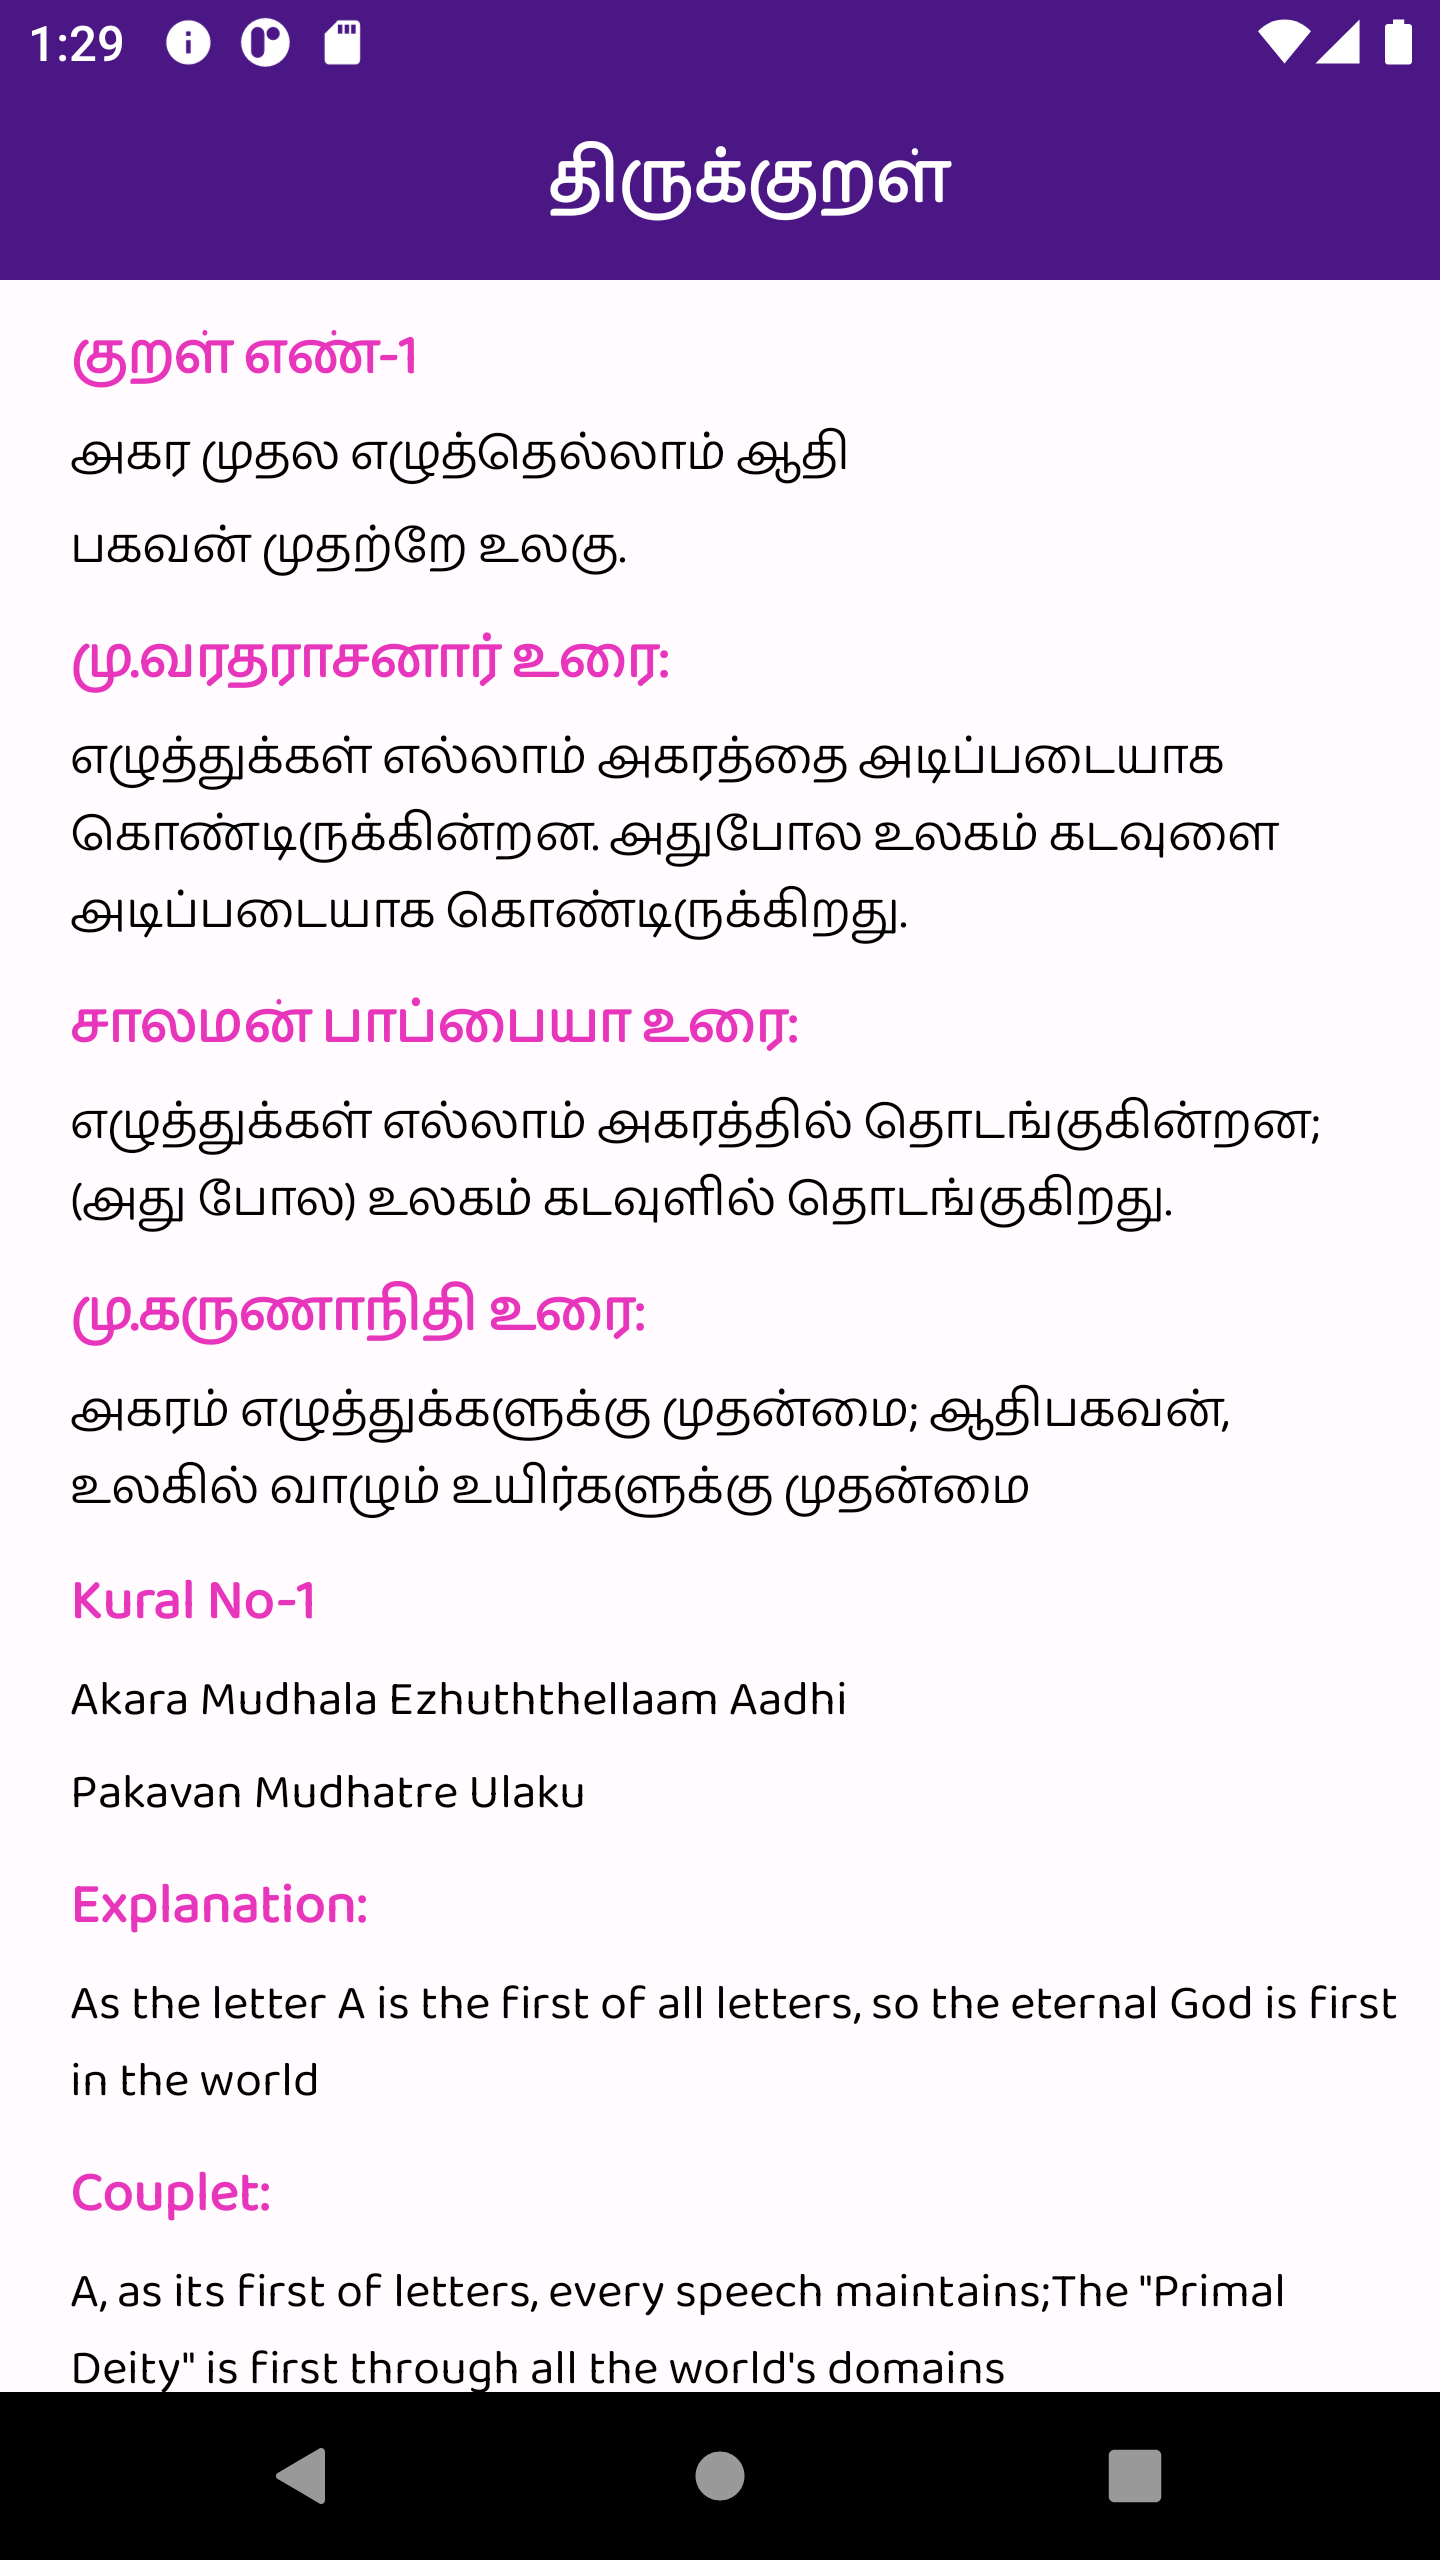 1:29
திருக்குறள்
குறள் எண்-1
அகர முதல எழுத்தெல்லாம் ஆதி
பகவன் முதற்றே உலகு.
மு.வரதராசனார் உரை:
எழுத்துக்கள் எல்லாம் அகரத்தை அடிப்படையாக
கொண்டிருக்கின்றன. அதுபோல உலகம் கடவுளை
அடிப்படையாக கொண்டிருக்கிறது.
சாலமன் பாப்பையா உரை:
எழுத்துக்கள் எல்லாம் அகரத்தில் தொடங்குகின்றன;
(அது போல) உலகம் கடவுளில் தொடங்குகிறது.
மு.கருணாநிதி உரை:
அகரம் எழுத்துக்களுக்கு முதன்மை; ஆதிபகவன்,
உலகில் வாழும் உயிர்களுக்கு முதன்மை
Kural No-1
Akara Mudhala Ezhuththellaam Aadhi
Pakavan Mudhatre Ulaku
Explanation:
As the letter A is the first of all letters, so the eternal God is first
in the world
Couplet:
A, as its first of letters, every speech maintains;The "Primal
Deity" is first through all the world's domains